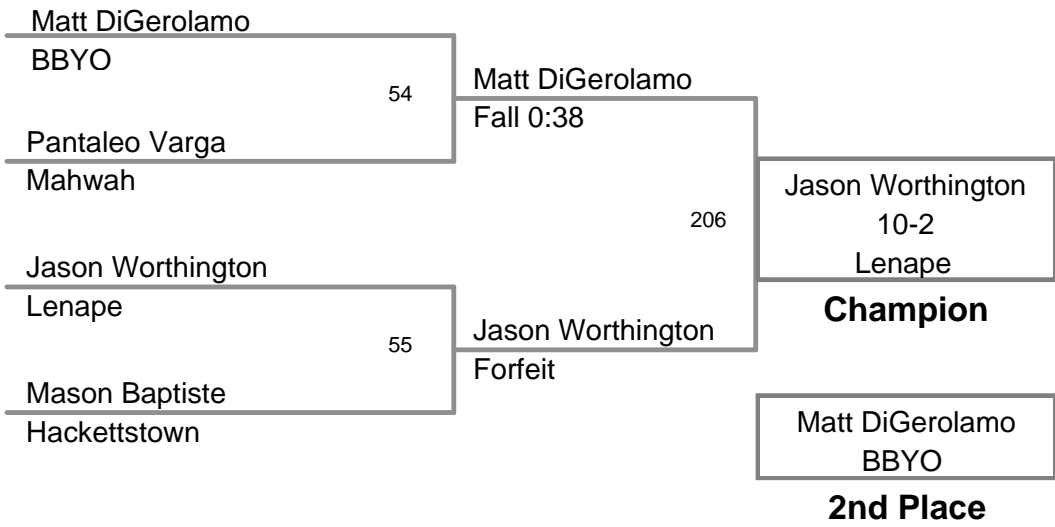 Matt DiGerolamo
BBYO
54
Pantaleo Varga
Mahwah
Matt DiGerolamo
Fall 0:38
Jason Worthington
Lenape
55
Mason Baptiste
Hackettstown
Jason Worthington
Forfeit
206
Jason Worthington
10-2
Lenape
Champion
Matt DiGerolamo
BBYO
2nd Place